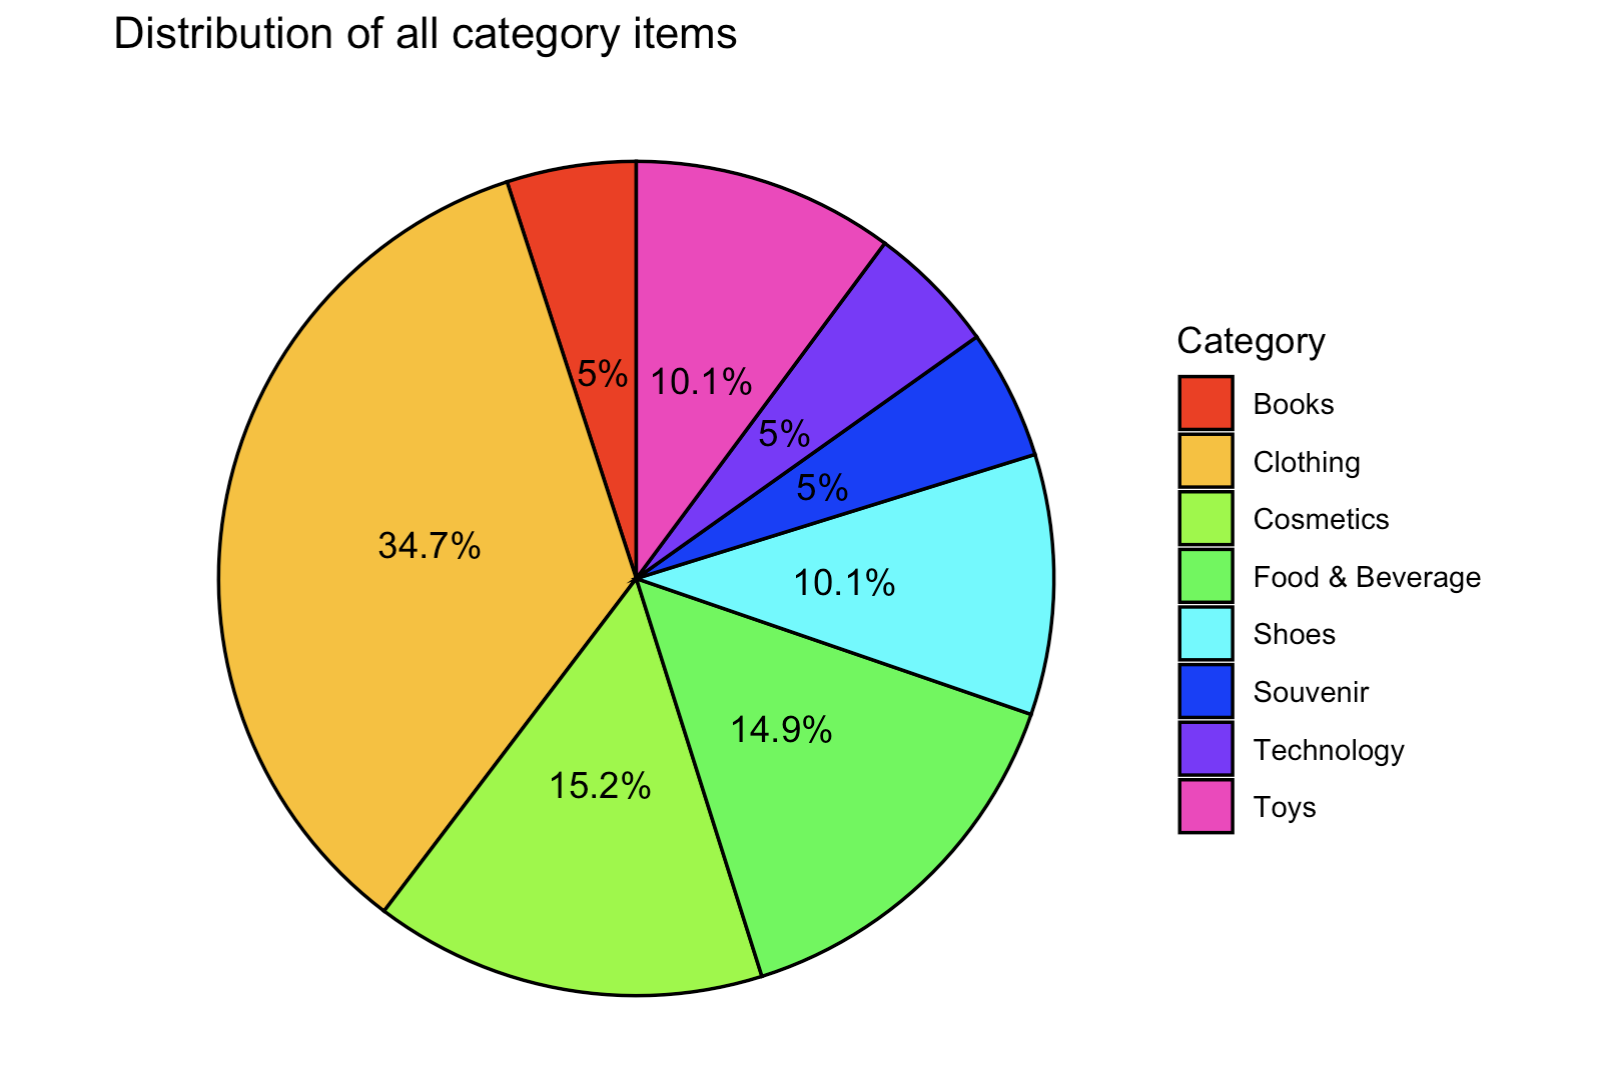 Distribution of all category items
5%
10.1%
5%
5%
34.7%
10.1%
14.9%
15.2%
Category
Books
Clothing
Cosmetics
Food & Beverage
Shoes
Souvenir
Technology
Toys